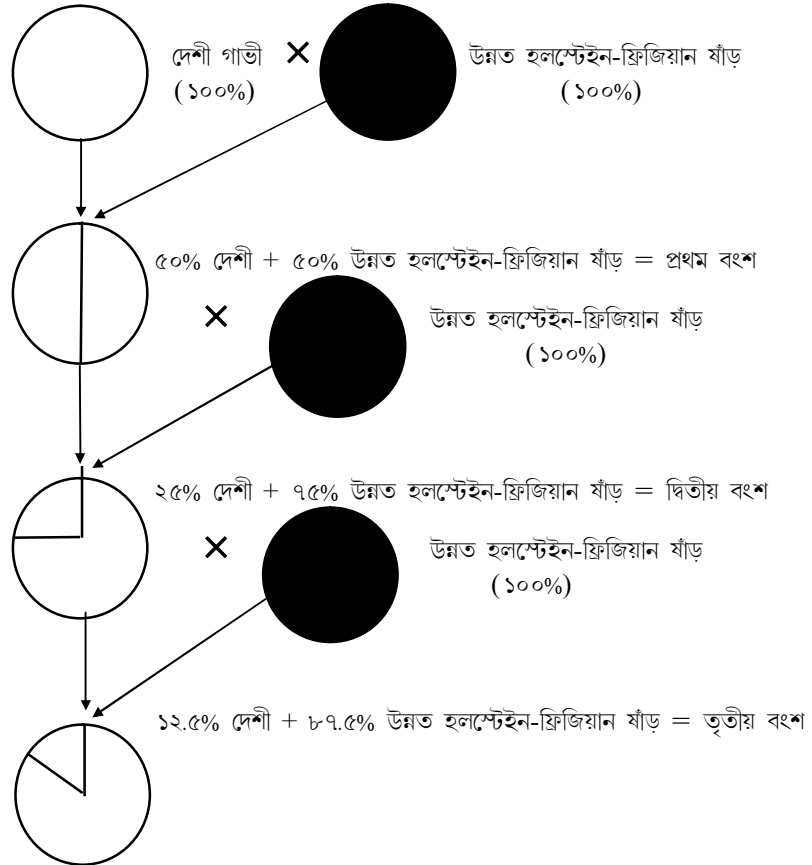 দেশী গাভী × উন্নত হলস্টেইন-ফ্রিজিয়ান ষাঁড়
(১০০%) (১০০%)
৫০% দেশী + ৫০% উন্নত হলস্টেইন-ফ্রিজিয়ান ষাঁড় = প্রথম বংশ
× উন্নত হলস্টেইন-ফ্রিজিয়ান ষাঁড়
(১০০%)
২৫% দেশী + ৭৫% উন্নত হলস্টেইন-ফ্রিজিয়ান ষাঁড় = দ্বিতীয় বংশ
× উন্নত হলস্টেইন-ফ্রিজিয়ান ষাঁড়
(১০০%)
১২.৫% দেশী + ৮৭.৫% উন্নত হলস্টেইন-ফ্রিজিয়ান ষাঁড় = তৃতীয় বংশ